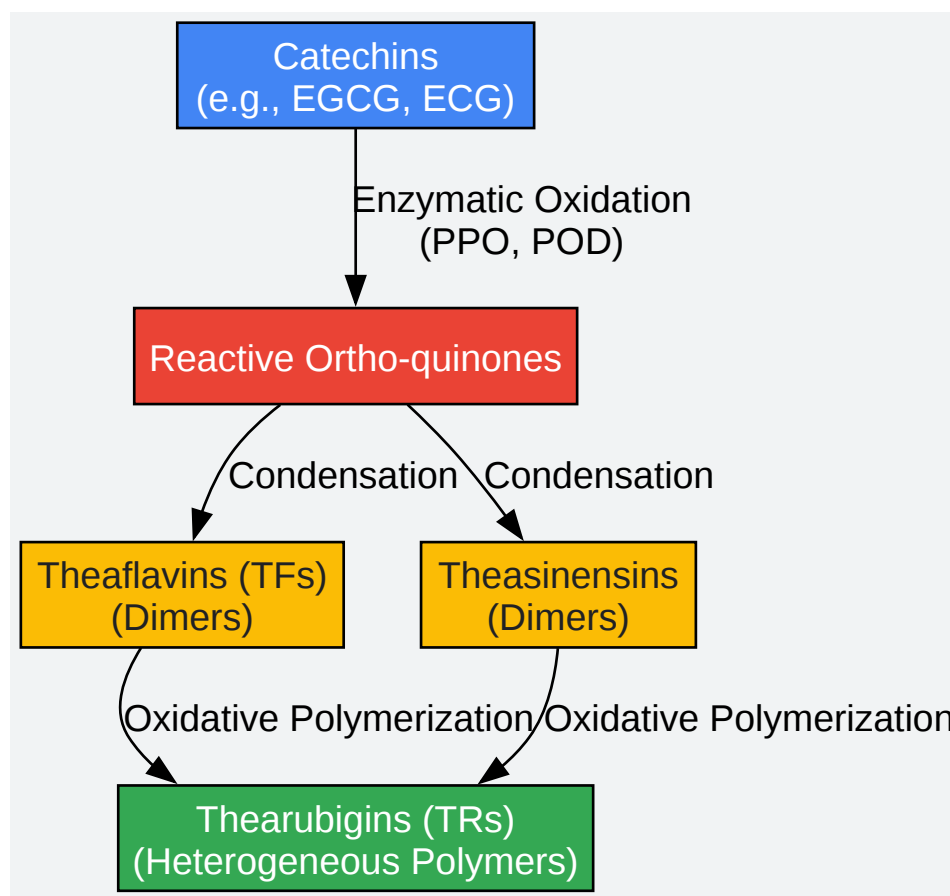 Catechins
(e.g., EGCG, ECG)
Enzymatic Oxidation
(PPO, POD)
Reactive Ortho-quinones
Condensation
Condensation
Theaflavins (TFs)
(Dimers)
Theasinensins
(Dimers)
Oxidative Polymerization
Oxidative Polymerization
Thearubigins (TRs)
(Heterogeneous Polymers)